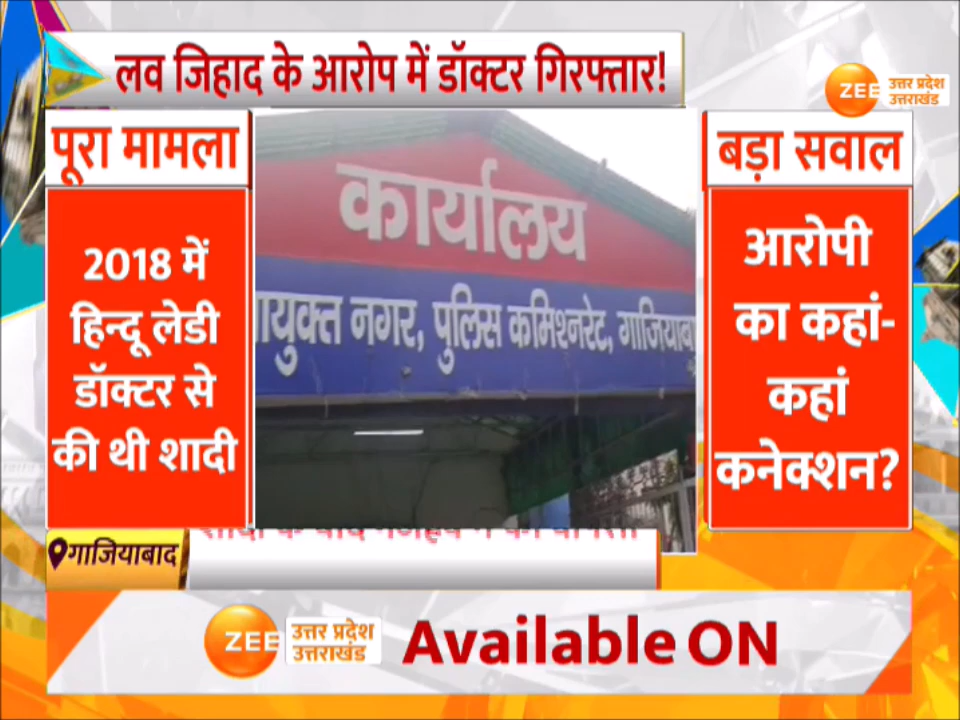 लव जिहाद के आरोप में डॉक्टर गिरफ्तार!
ZEE उत्तर प्रदेश
उत्तराखंड
पूरा मामला
2018 में
हिन्दू लेडी
डॉक्टर से
की थी शादी
कार्यालय
नगर, पुलिस कमिश्नरेट,
बड़ा सवाल
आरोपी
का कहां-
कहां
कनेक्शन?
गाजियाबाद
ZEE उत्तर प्रदेश
उत्तराखंड
Available ON